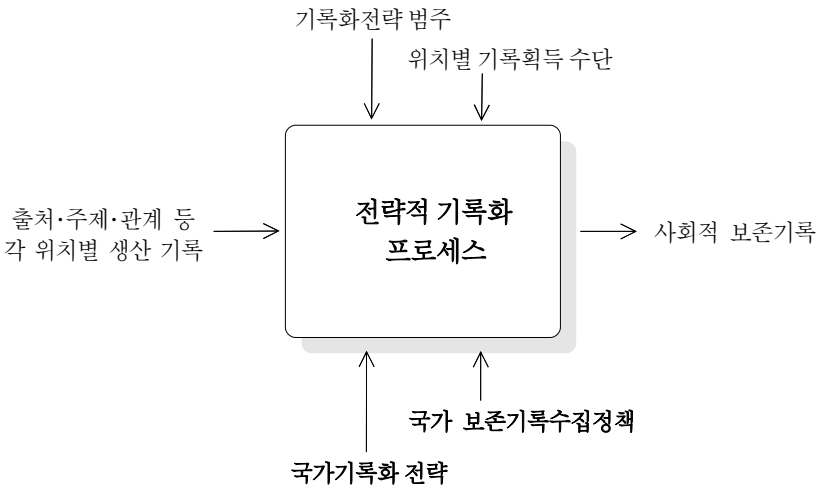 기록화전략 범주
위치별 기록획득 수단
출처·주제·관계 등
각 위치별 생산 기록
전략적 기록화
프로세스
사회적 보존기록
국가 보존기록수집정책
국가기록화 전략